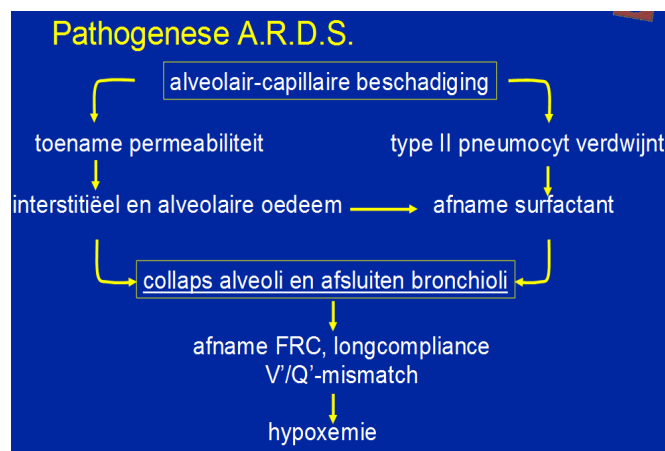 Pathogenese A.R.D.S.
alveolair-capillaire beschadiging
toename permeabiliteit
type II pneumocyt verdwijnt
interstitiëel en alveolaire oedeem
afname surfactant
collaps alveoli en afsluiten bronchioli
afname FRC, longcompliance
V’/Q’-mismatch
hypoxemie